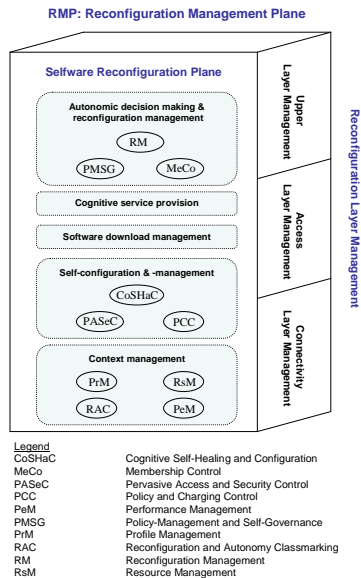 RMP: Reconfiguration Management Plane
Selfware Reconfiguration Plane
Autonomic decision making &
reconfiguration management
RM
PMSG
MeCo
Cognitive service provision
Software download management
Self-configuration & -management
CoSHaC
PASeC
PCC
Context management
PrM
RsM
RAC
PeM
Upper
Layer Management
Access
Layer Management
Connectivity
Layer Management
Reconfiguration Layer Management
Legend
CoSHaC Cognitive Self-Healing and Configuration
MeCo Membership Control
PASeC Pervasive Access and Security Control
PCC Policy and Charging Control
PeM Performance Management
PMSG Policy-Management and Self-Governance
PrM Profile Management
RAC Reconfiguration and Autonomy Classmarking
RM Reconfiguration Management
RsM Resource Management